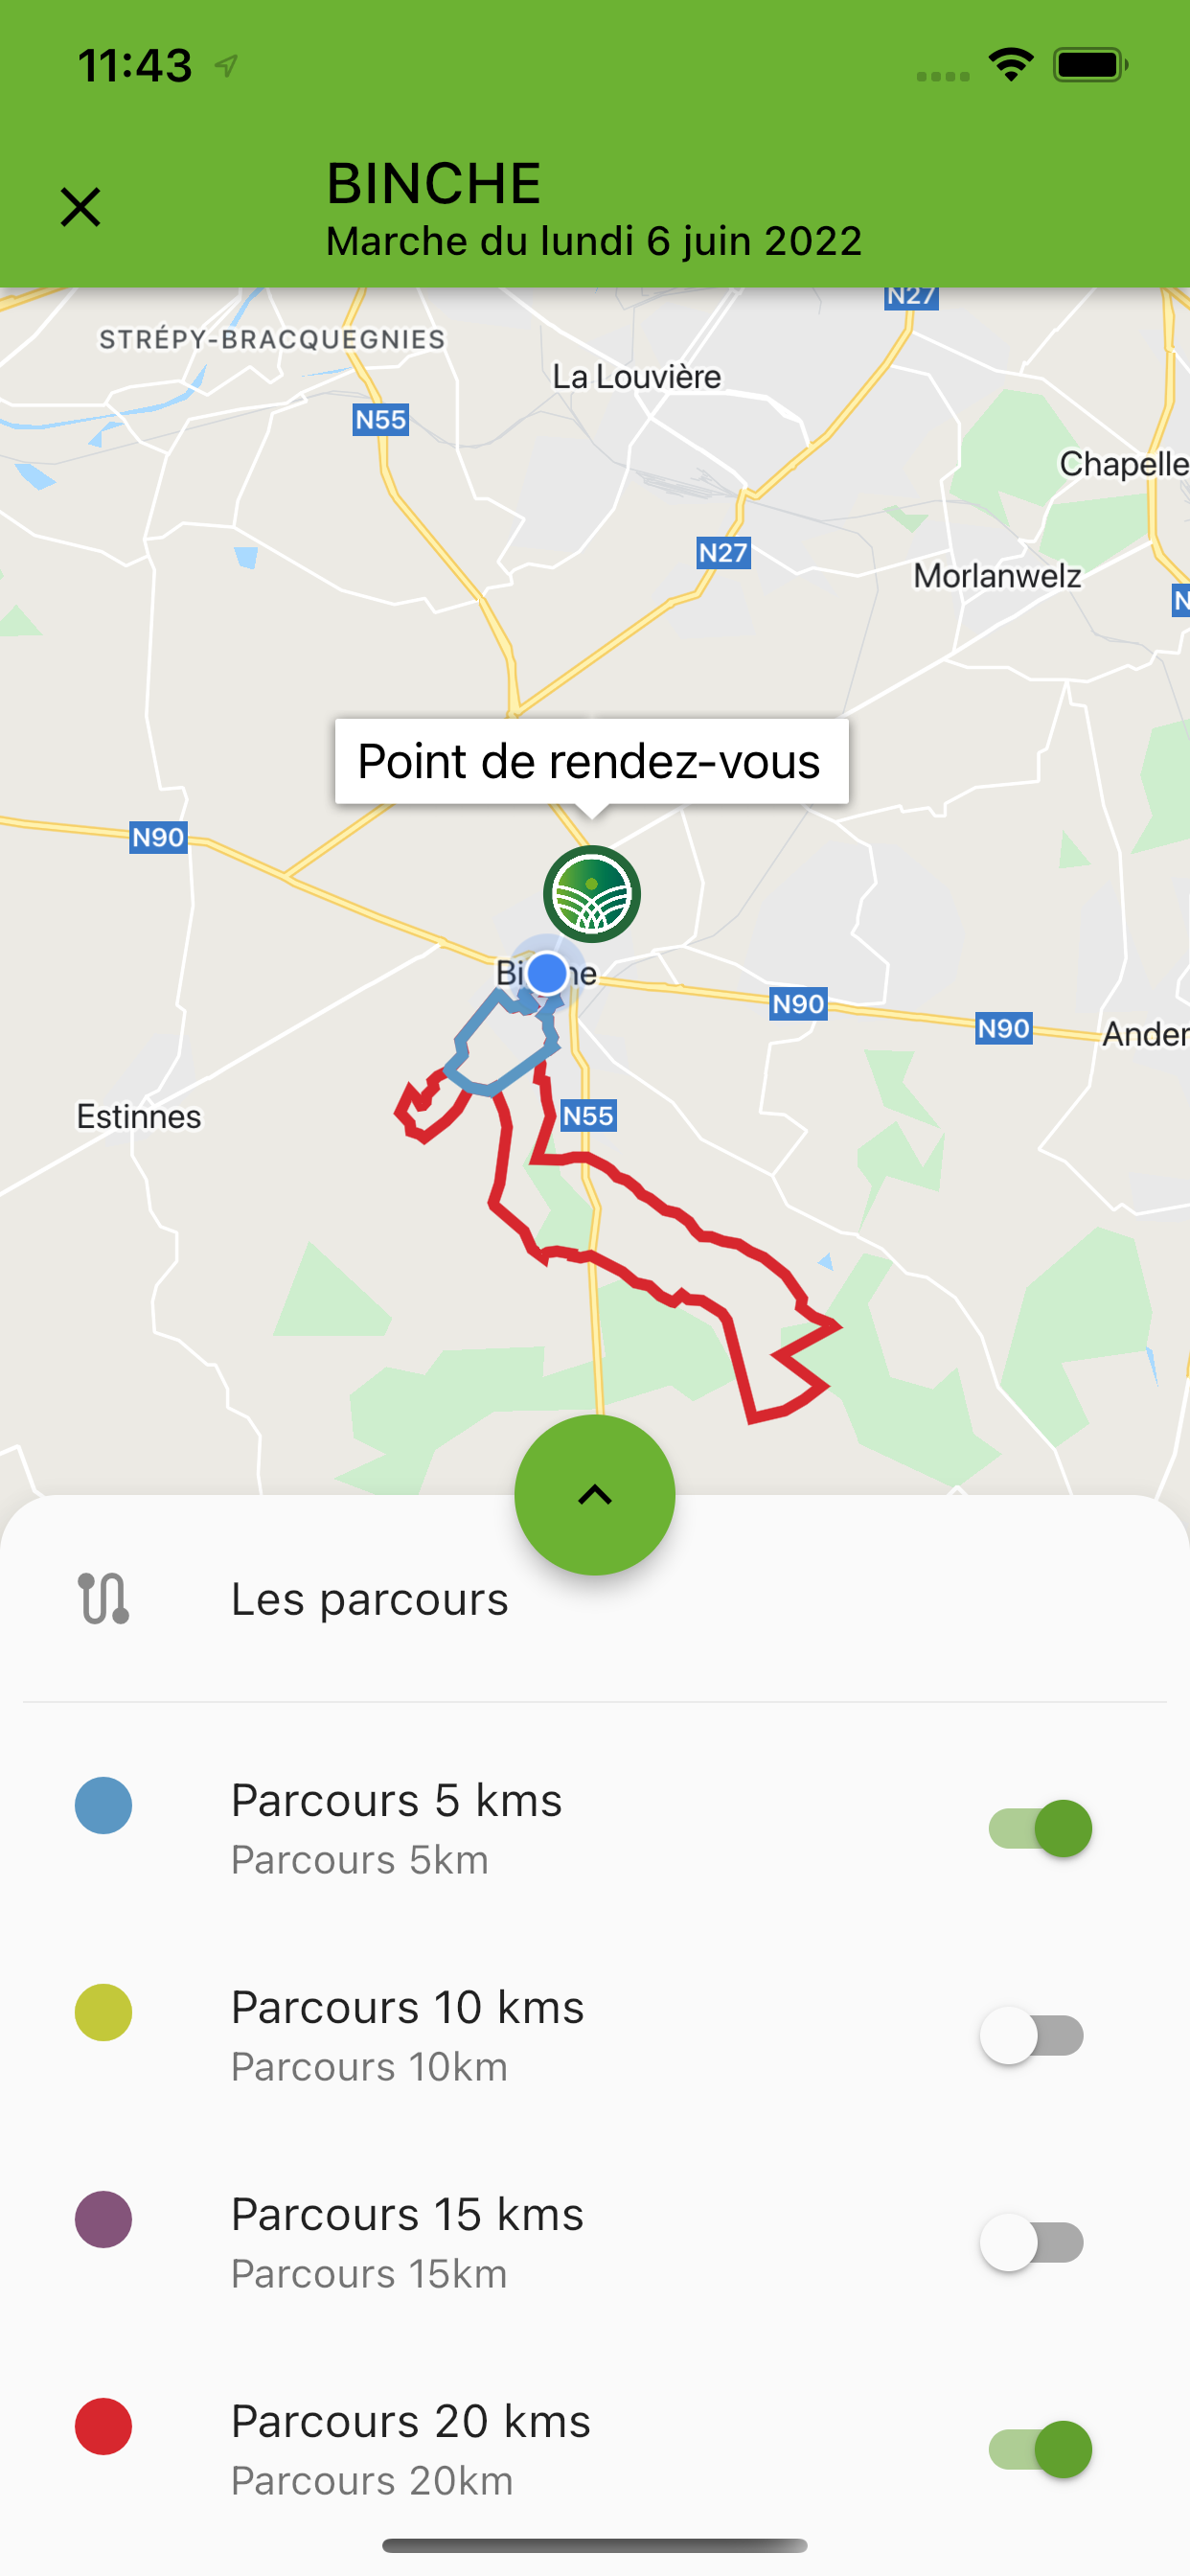 11:43
BINCHE
Marche du lundi 6 juin 2022
N27
STRÉPY-BRACQUEGNIES
La Louvière
N55
Chapelle
N27
Morlanwelz
N
Point de rendez-vous
N90
Bi he
N90
N90
Ander
Estinnes
N55
Les parcours
Parcours 5 kms
Parcours 5km
Parcours 10 kms
Parcours 10km
Parcours 15 kms
Parcours 15km
Parcours 20 kms
Parcours 20km